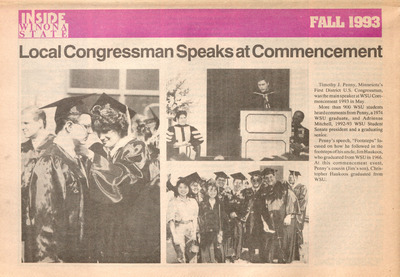 INSIDE
WINONA
STATE
FALL 1993
Local Congressman Speaks at Commencement
Timothy J. Penny, Minnesota's
First District U.S. Congressman,
was the main speaker at WSU Com-
mencement 1993 in May.
More than 900 WSU students
heard comments from Penny, a 1974
WSU graduate, and Adrienne
Mitchell, 1992-93 WSU Student
Senate president and a graduating
senior.
Penny's speech, "Footsteps" fo-
cused on how he followed in the
footsteps of his uncle, Jim Haukoos,
who graduated from WSU in 1960.
At this commencement event,
Penny's cousin (Jim's son), Chris-
topher Haukoos graduated from
WSU.